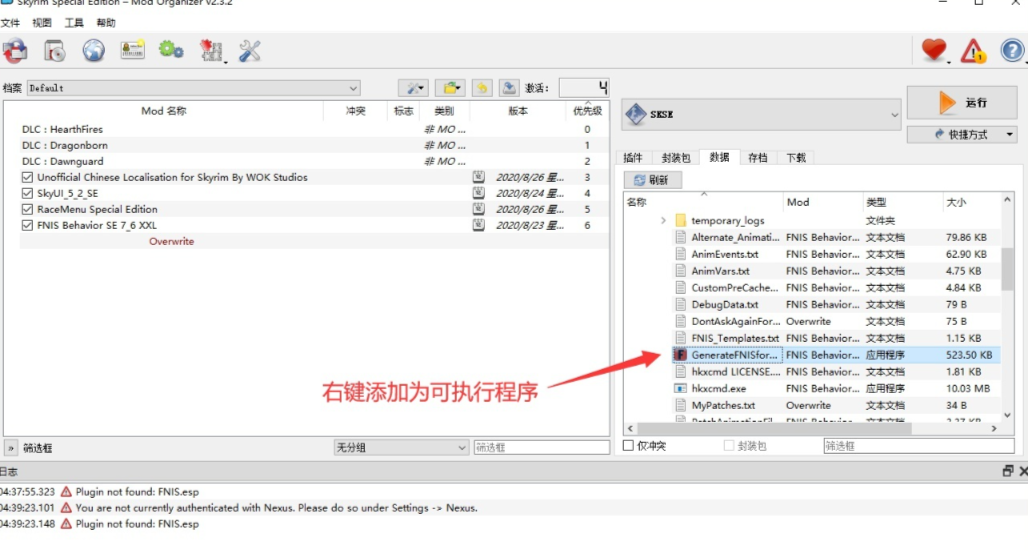 Skyrim Special Edition – Mod Organizer v2.3.2
文件 视图 工具 帮助
档案 Default 激活: 4
Mod 名称 冲突 标志 类别 版本 优先级
DLC : HearthFires 非 MO ... 0
DLC : Dragonborn 非 MO ... 1
DLC : Dawnguard 非 MO ... 2
Unofficial Chinese Localisation for Skyrim By WOK Studios 2020/8/26 星... 3
SkyUI_5_2_SE 2020/8/24 星... 4
RaceMenu Special Edition 2020/8/26 星... 5
FNIS Behavior SE 7_6 XXL 2020/8/23 星... 6
Overwrite
右键添加为可执行程序
» 筛选框 无分组 筛选框
SKSE
运行
快捷方式
插件 封装包 数据 存档 下载
刷新
名称 Mod 类型 大小
temporary_logs 文件夹
Alternate_Animati... FNIS Behavior... 文本文档 79.86 KB
AnimEvents.txt FNIS Behavior... 文本文档 62.90 KB
AnimVars.txt FNIS Behavior... 文本文档 4.75 KB
CustomPreCache... FNIS Behavior... 文本文档 4.84 KB
DebugData.txt FNIS Behavior... 文本文档 79 B
DontAskAgainFor... Overwrite 文本文档 75 B
FNIS_Templates.txt FNIS Behavior... 文本文档 1.15 KB
GenerateFNISfor... FNIS Behavior... 应用程序 523.50 KB
hkxcmd LICENSE.... FNIS Behavior... 文本文档 1.81 KB
hkxcmd.exe FNIS Behavior... 应用程序 10.03 MB
MyPatches.txt Overwrite 文本文档 34 B
仅冲突 封装包 筛选框
日志
04:37:55.323 Plugin not found: FNIS.esp
04:39:23.101 You are not currently authenticated with Nexus. Please do so under Settings -> Nexus.
04:39:23.148 Plugin not found: FNIS.esp